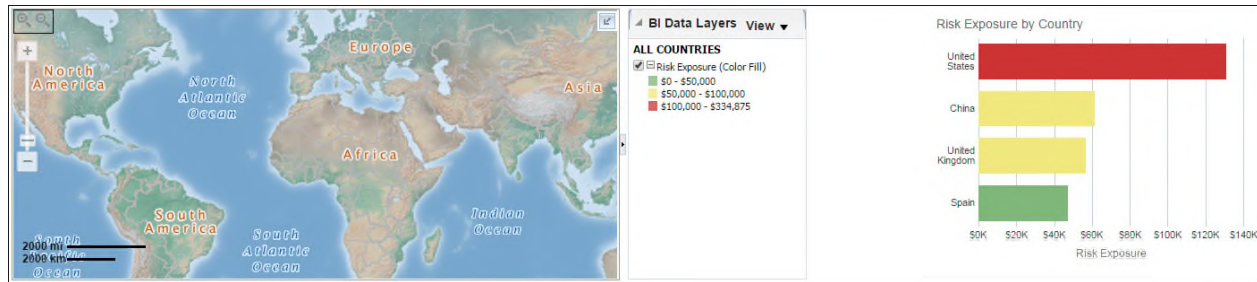 Europe
North
America
North
Atlantic
Ocean
Asia
Africa
South
America
Indian
Ocean
South
Atlantic
Ocean
South
Pacific
Ocean
2000 mi
2000 km
BI Data Layers View
ALL COUNTRIES
Risk Exposure (Color Fill)
$0 - $50,000
$50,000 - $100,000
$100,000 - $334,875
Risk Exposure by Country
United
States
China
United
Kingdom
Spain
$0K $20K $40K $60K $80K $100K $120K $140K
Risk Exposure